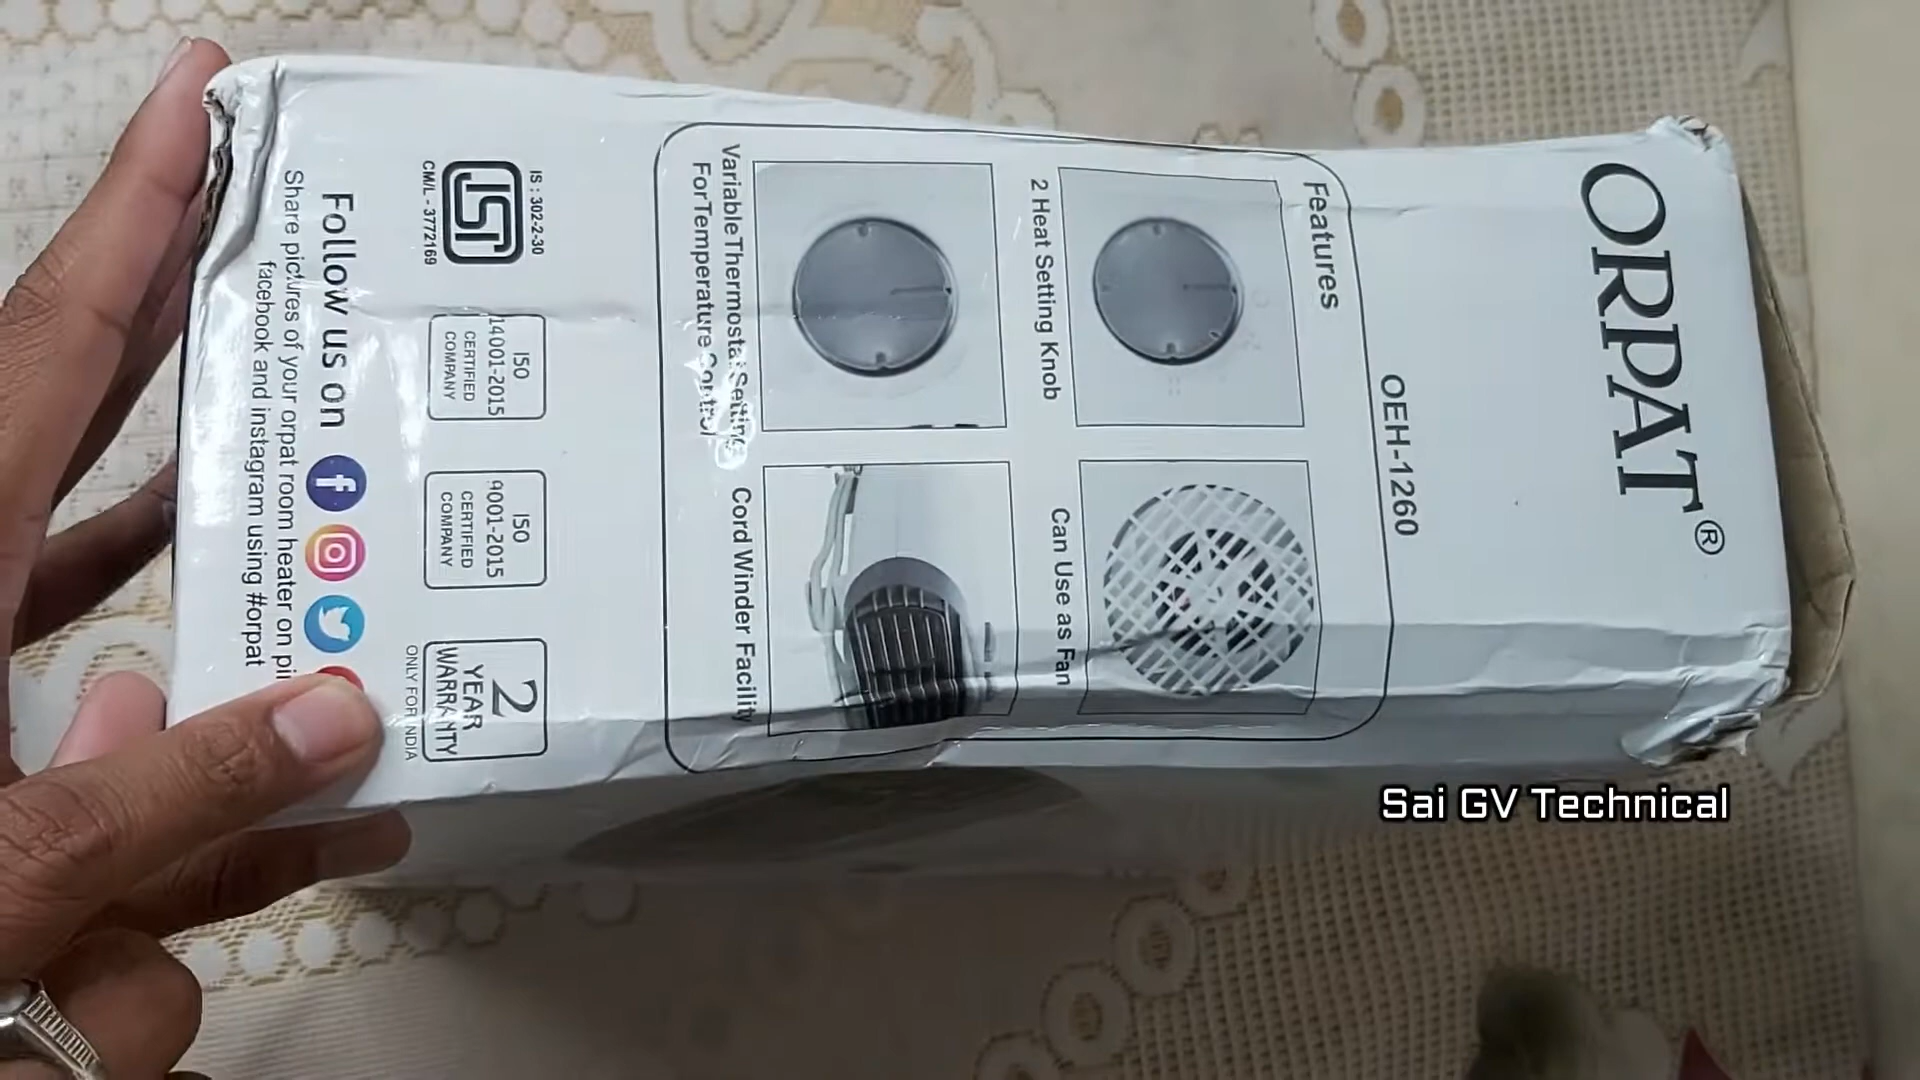 ORPAT®
OEH-1260
Features
2 Heat Setting Knob
Can Use as Fan
Variable Thermostat Setting
For Temperature Control
Cord Winder Facility
IS : 302-2-30
CM/L - 3772169
ISO
14001-2015
CERTIFIED
COMPANY
ISO
9001-2015
CERTIFIED
COMPANY
2
YEAR
WARRANTY
ONLY FOR INDIA
Follow us on
Share pictures of your orpat room heater on
facebook and instagram using #orpat
Sai GV Technical